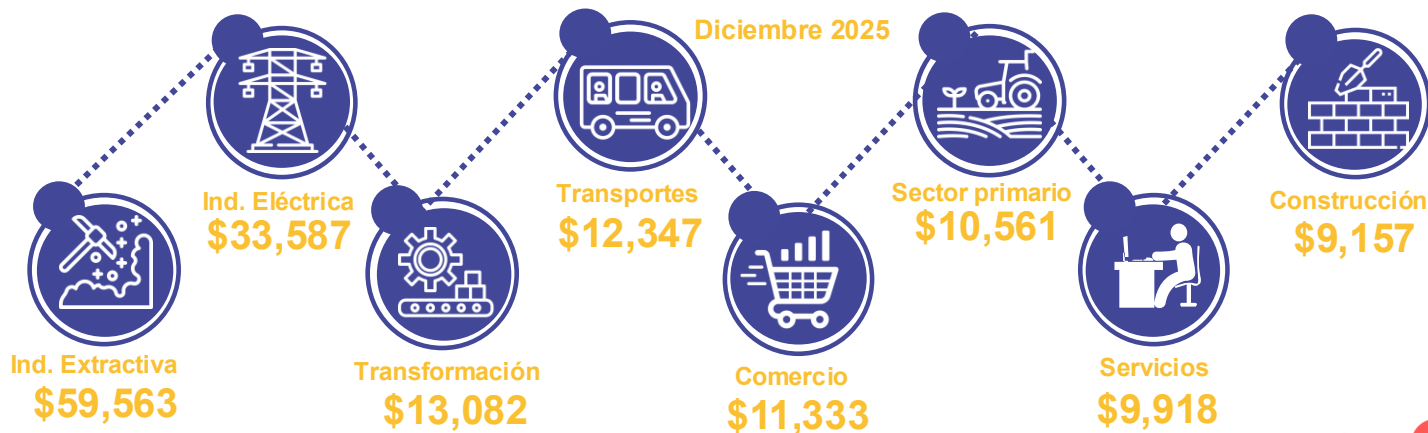 Diciembre 2025
Ind. Extractiva
$59,563
Ind. Eléctrica
$33,587
Transformación
$13,082
Transportes
$12,347
Comercio
$11,333
Sector primario
$10,561
Servicios
$9,918
Construcción
$9,157